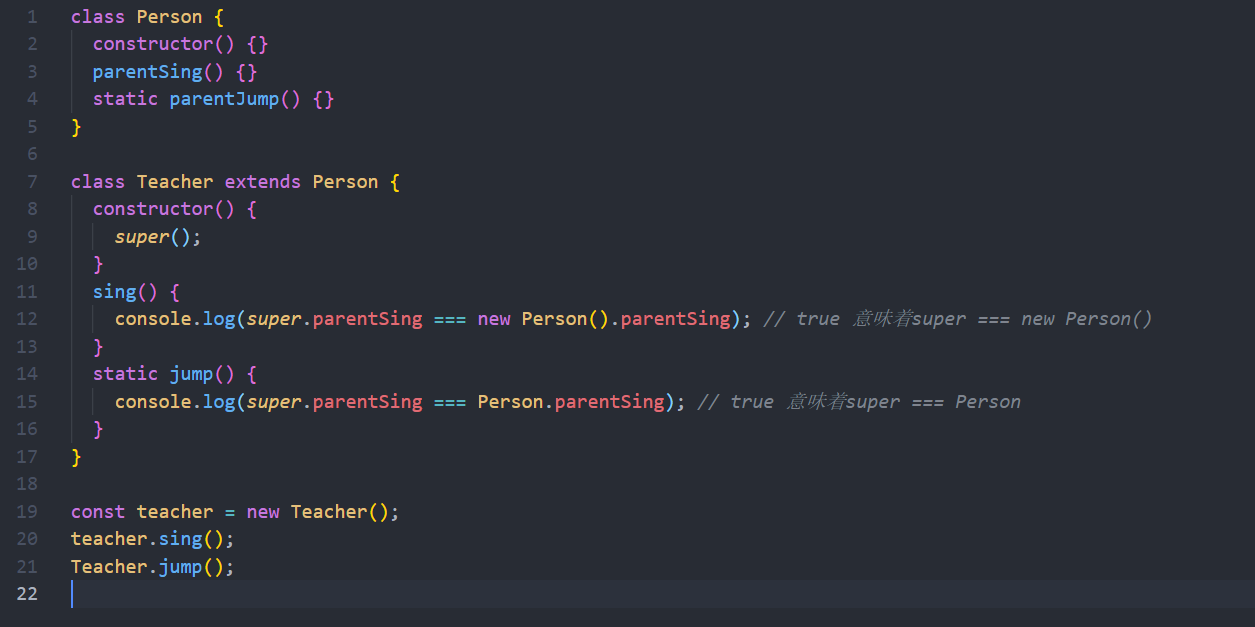 1 class Person {
2   constructor() {}
3   parentSing() {}
4   static parentJump() {}
5 }
6
7 class Teacher extends Person {
8   constructor() {
9     super();
10   }
11   sing() {
12     console.log(super.parentSing === new Person().parentSing); // true 意味着super === new Person()
13   }
14   static jump() {
15     console.log(super.parentSing === Person.parentSing); // true 意味着super === Person
16   }
17 }
18
19 const teacher = new Teacher();
20 teacher.sing();
21 Teacher.jump();
22